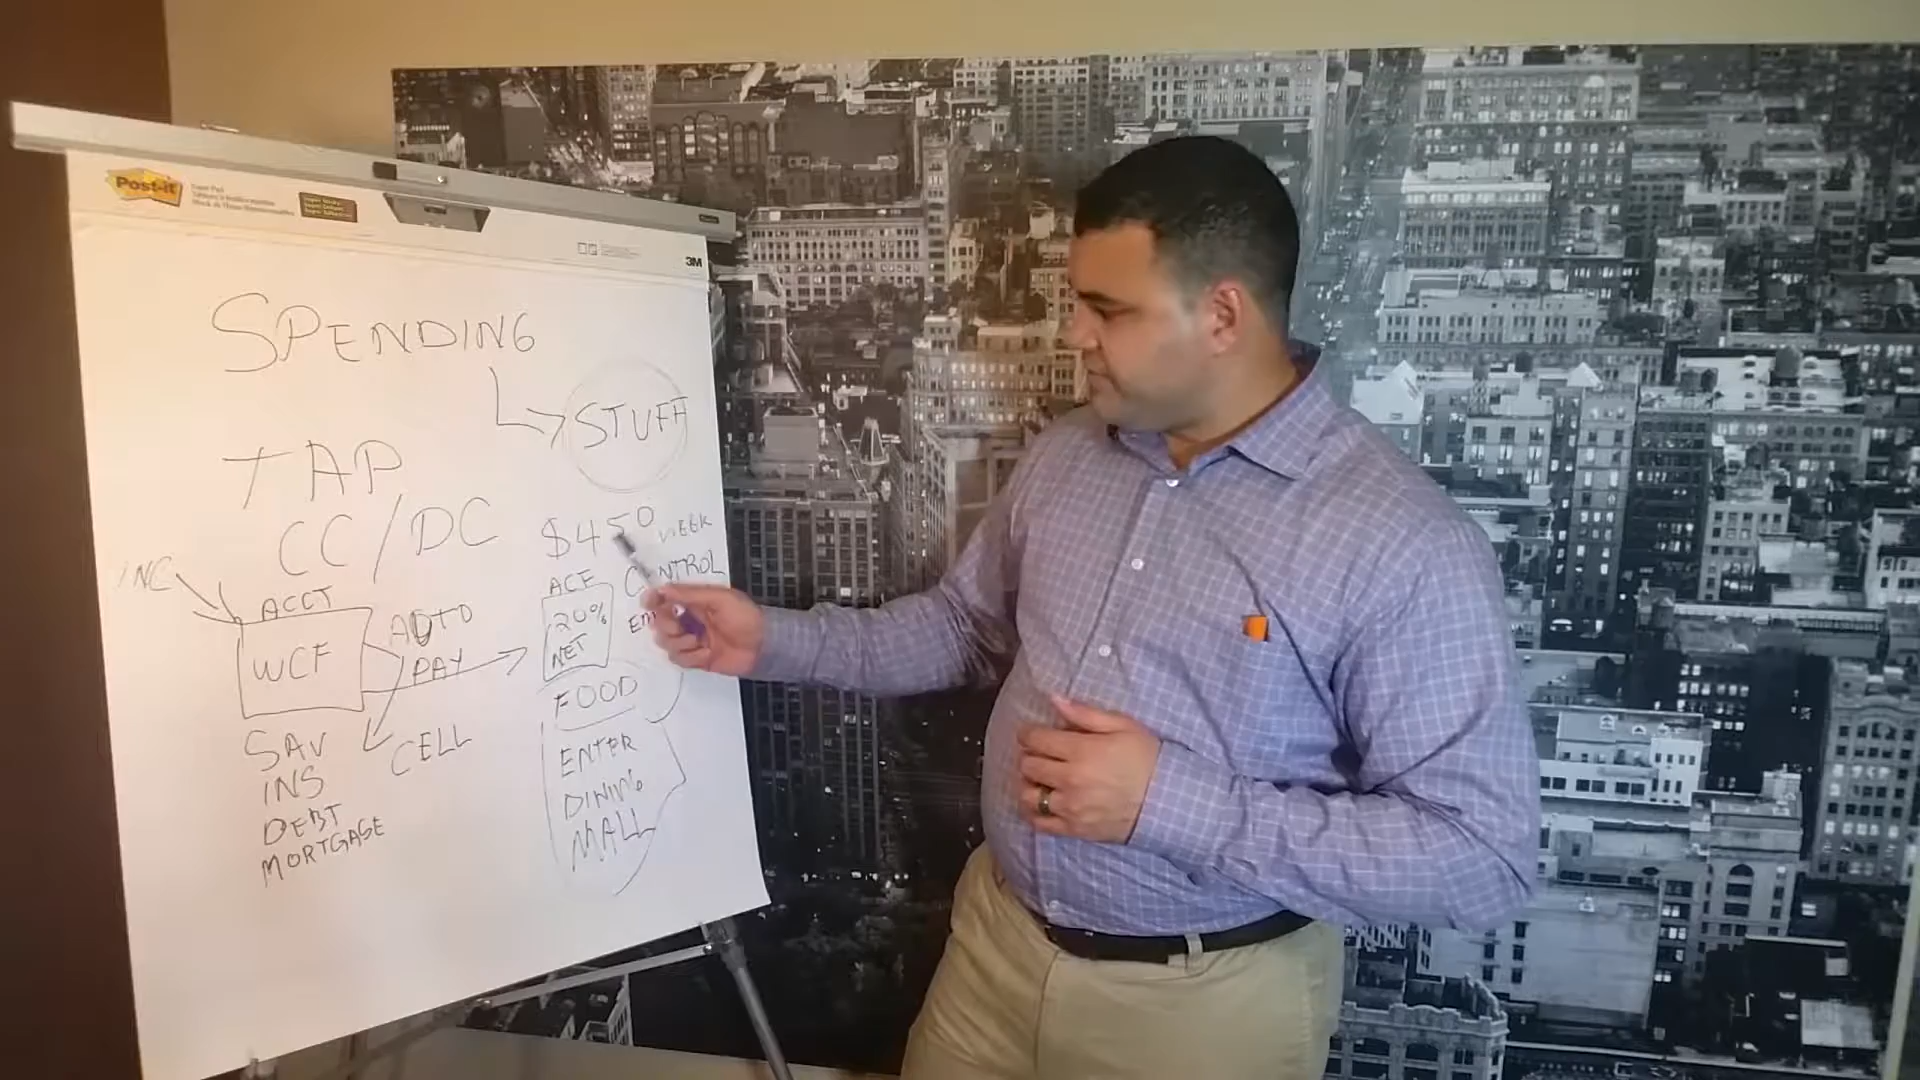 Post-it
3M
SPENDING
STUFF
TAP
CC/DC
$450 WEEK
CONTROL
INC
ACCT
WCF
AUTO
PAY
ACE
20%
NET
FOOD
SAV
INS
DEBT
MORTGAGE
CELL
ENTER
DINING
MALL